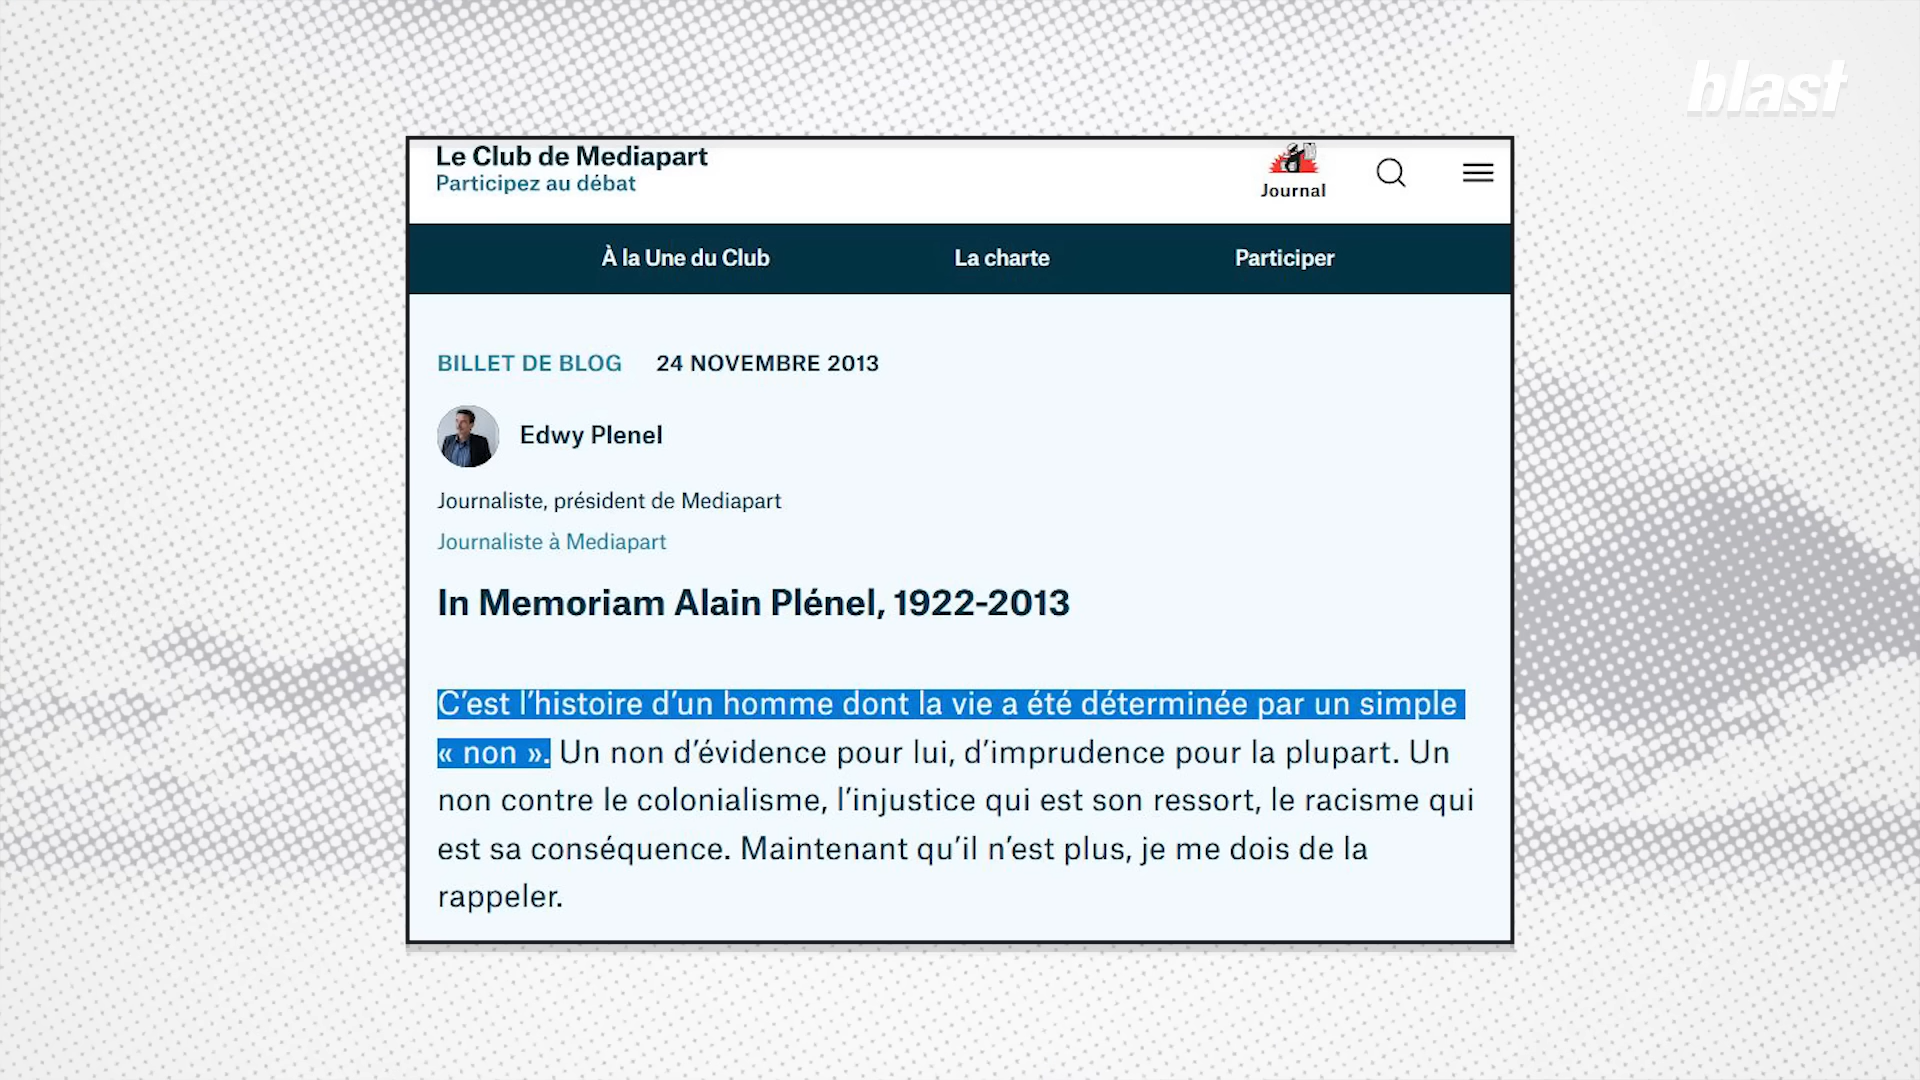 blast
Le Club de Mediapart
Participez au débat
Journal
À la Une du Club
La charte
Participer
BILLET DE BLOG 24 NOVEMBRE 2013
Edwy Plenel
Journaliste, président de Mediapart
Journaliste à Mediapart
In Memoriam Alain Plénel, 1922-2013
C’est l’histoire d’un homme dont la vie a été déterminée par un simple
« non ». Un non d’évidence pour lui, d’imprudence pour la plupart. Un
non contre le colonialisme, l’injustice qui est son ressort, le racisme qui
est sa conséquence. Maintenant qu’il n’est plus, je me dois de la
rappeler.